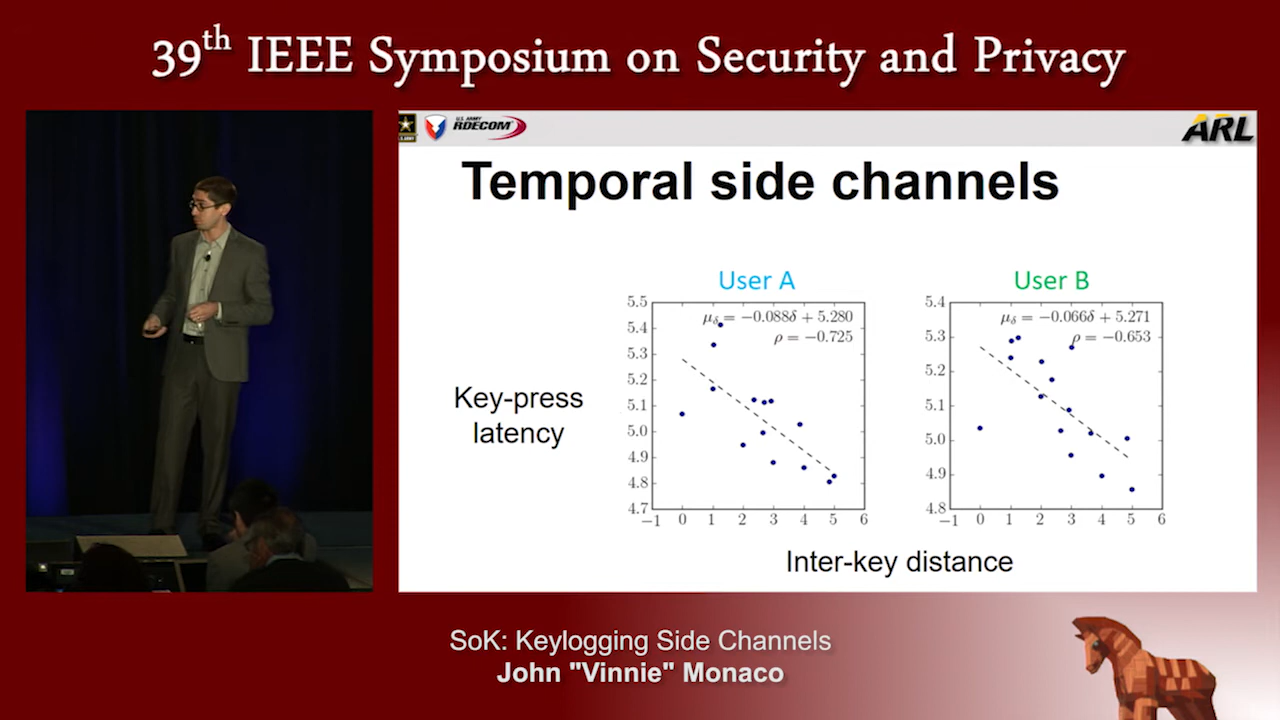 39th IEEE Symposium on Security and Privacy
U.S. ARMY
U.S. ARMY
RDECOM
ARL
Temporal side channels
User A
User B
5.5
5.4
5.3
5.2
5.1
5.0
4.9
4.8
4.7
μδ = −0.088δ + 5.280
ρ = −0.725
−1 0 1 2 3 4 5 6
5.4
5.3
5.2
5.1
5.0
4.9
4.8
μδ = −0.066δ + 5.271
ρ = −0.653
−1 0 1 2 3 4 5 6
Key-press
latency
Inter-key distance
SoK: Keylogging Side Channels
John "Vinnie" Monaco